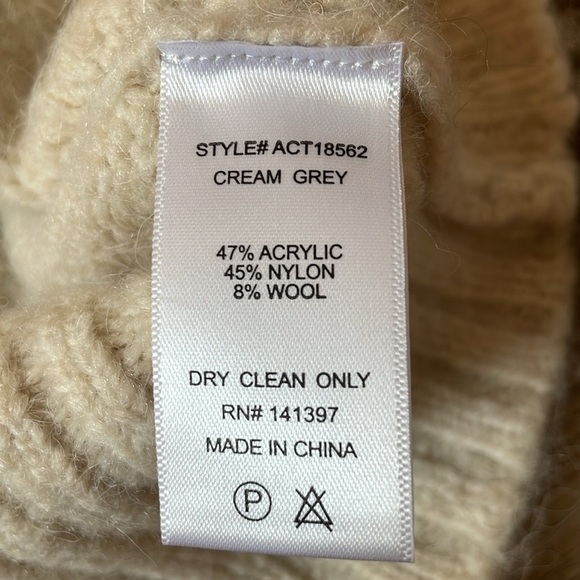 STYLE# ACT18562
CREAM GREY
47% ACRYLIC
45% NYLON
8% WOOL
DRY CLEAN ONLY
RN# 141397
MADE IN CHINA
P